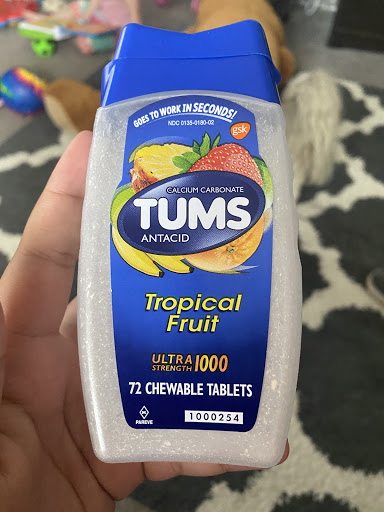 GOES TO WORK IN SECONDS!
NDC 0135-0180-02
gsk
CALCIUM CARBONATE
TUMS
ANTACID
Tropical
Fruit
ULTRA
STRENGTH 1000
72 CHEWABLE TABLETS
PAREVE
1000254